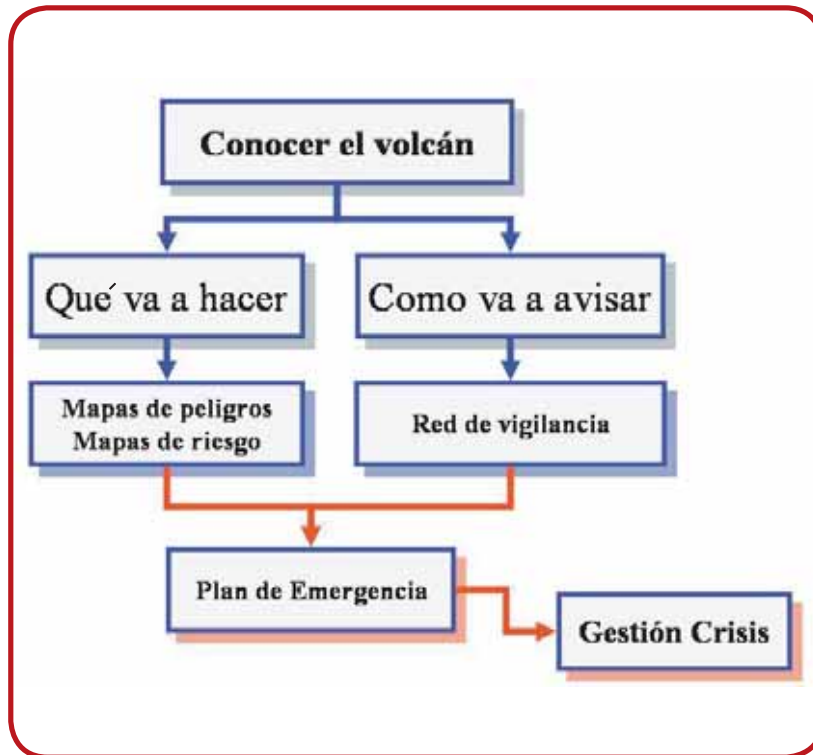 Conocer el volcán
Qué va a hacer
Como va a avisar
Mapas de peligros
Mapas de riesgo
Red de vigilancia
Plan de Emergencia
Gestión Crisis